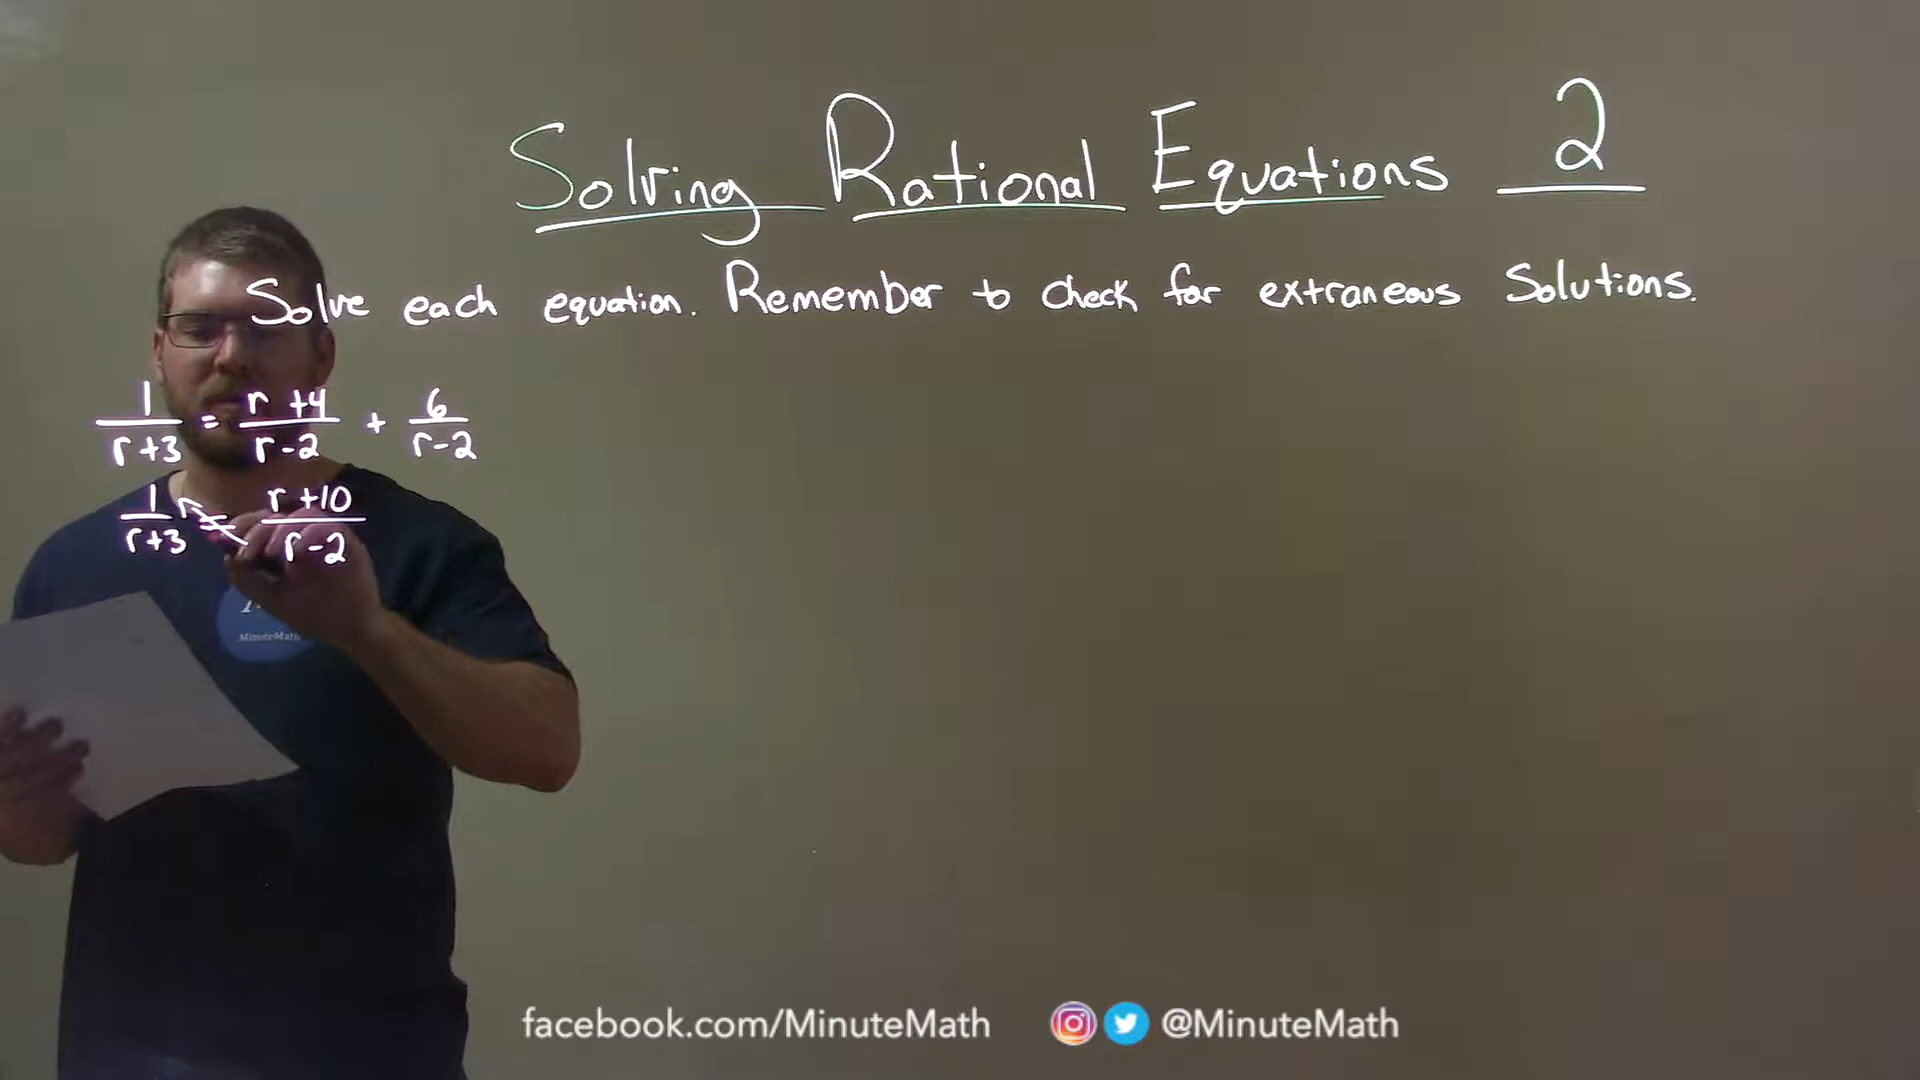 Solving Rational Equations 2
Solve each equation. Remember to check for extraneous solutions.
1/(r+3) = (r+4)/(r-2) + 6/(r-2)
1/(r+3) = (r+10)/(r-2)
MinuteMath
facebook.com/MinuteMath @MinuteMath